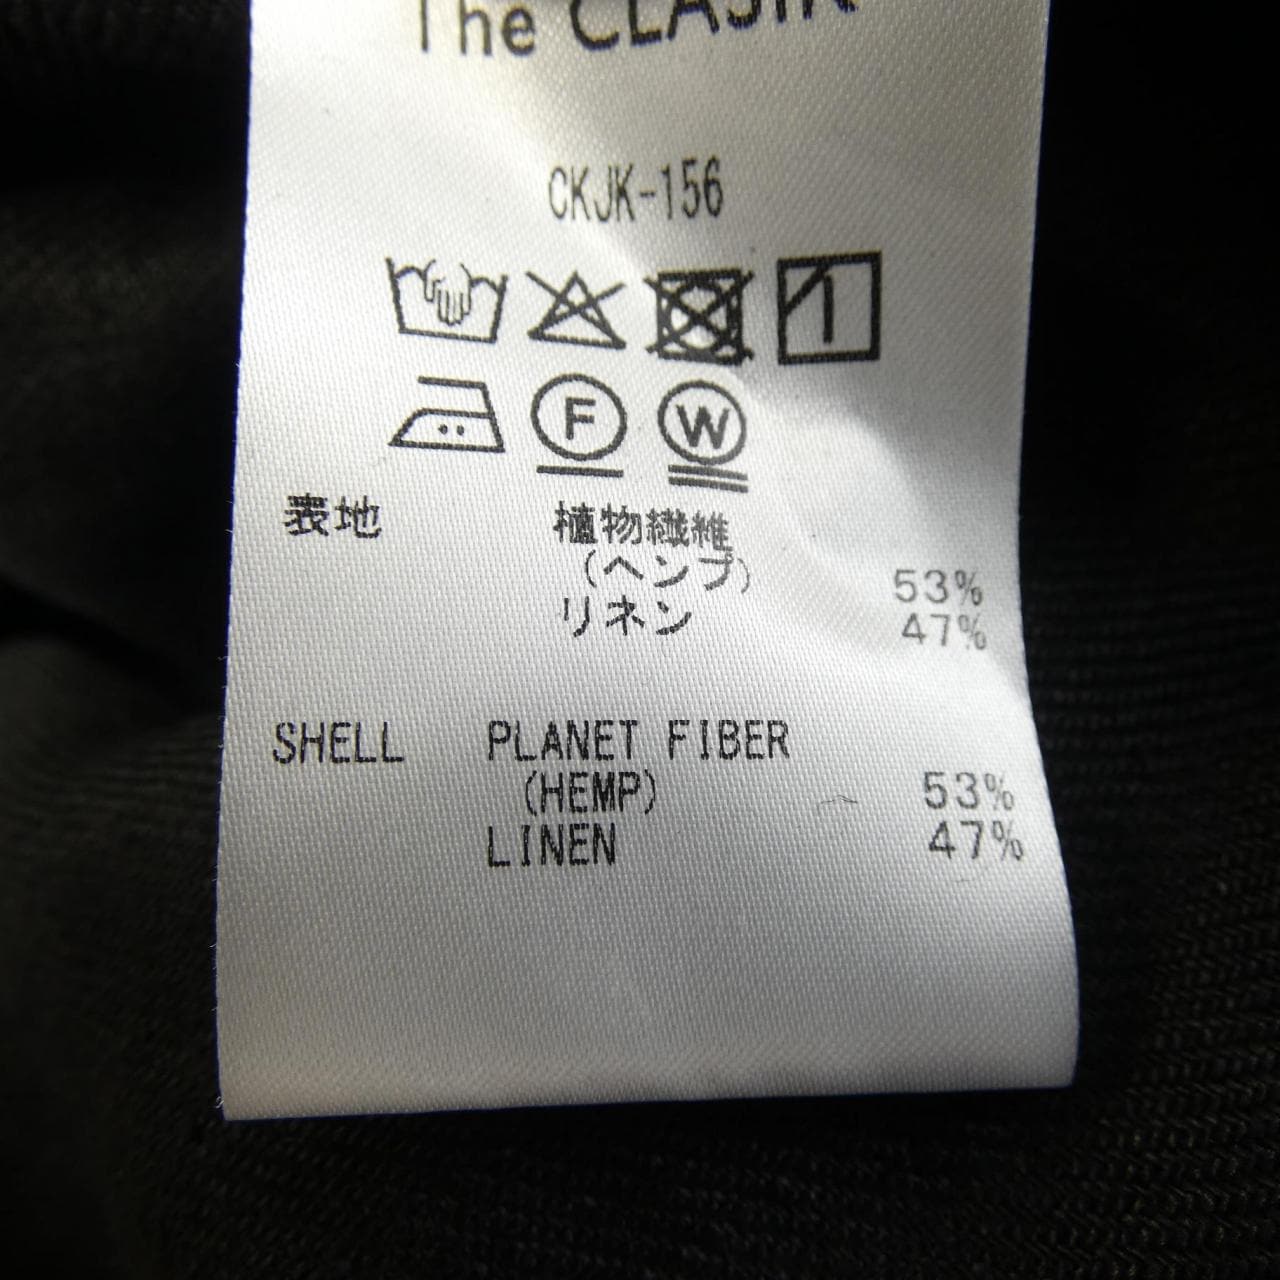 The CLASIK
CKJK-156
F W
表地 植物繊維
(ヘンプ) 53%
リネン 47%
SHELL PLANET FIBER
(HEMP) 53%
LINEN 47%